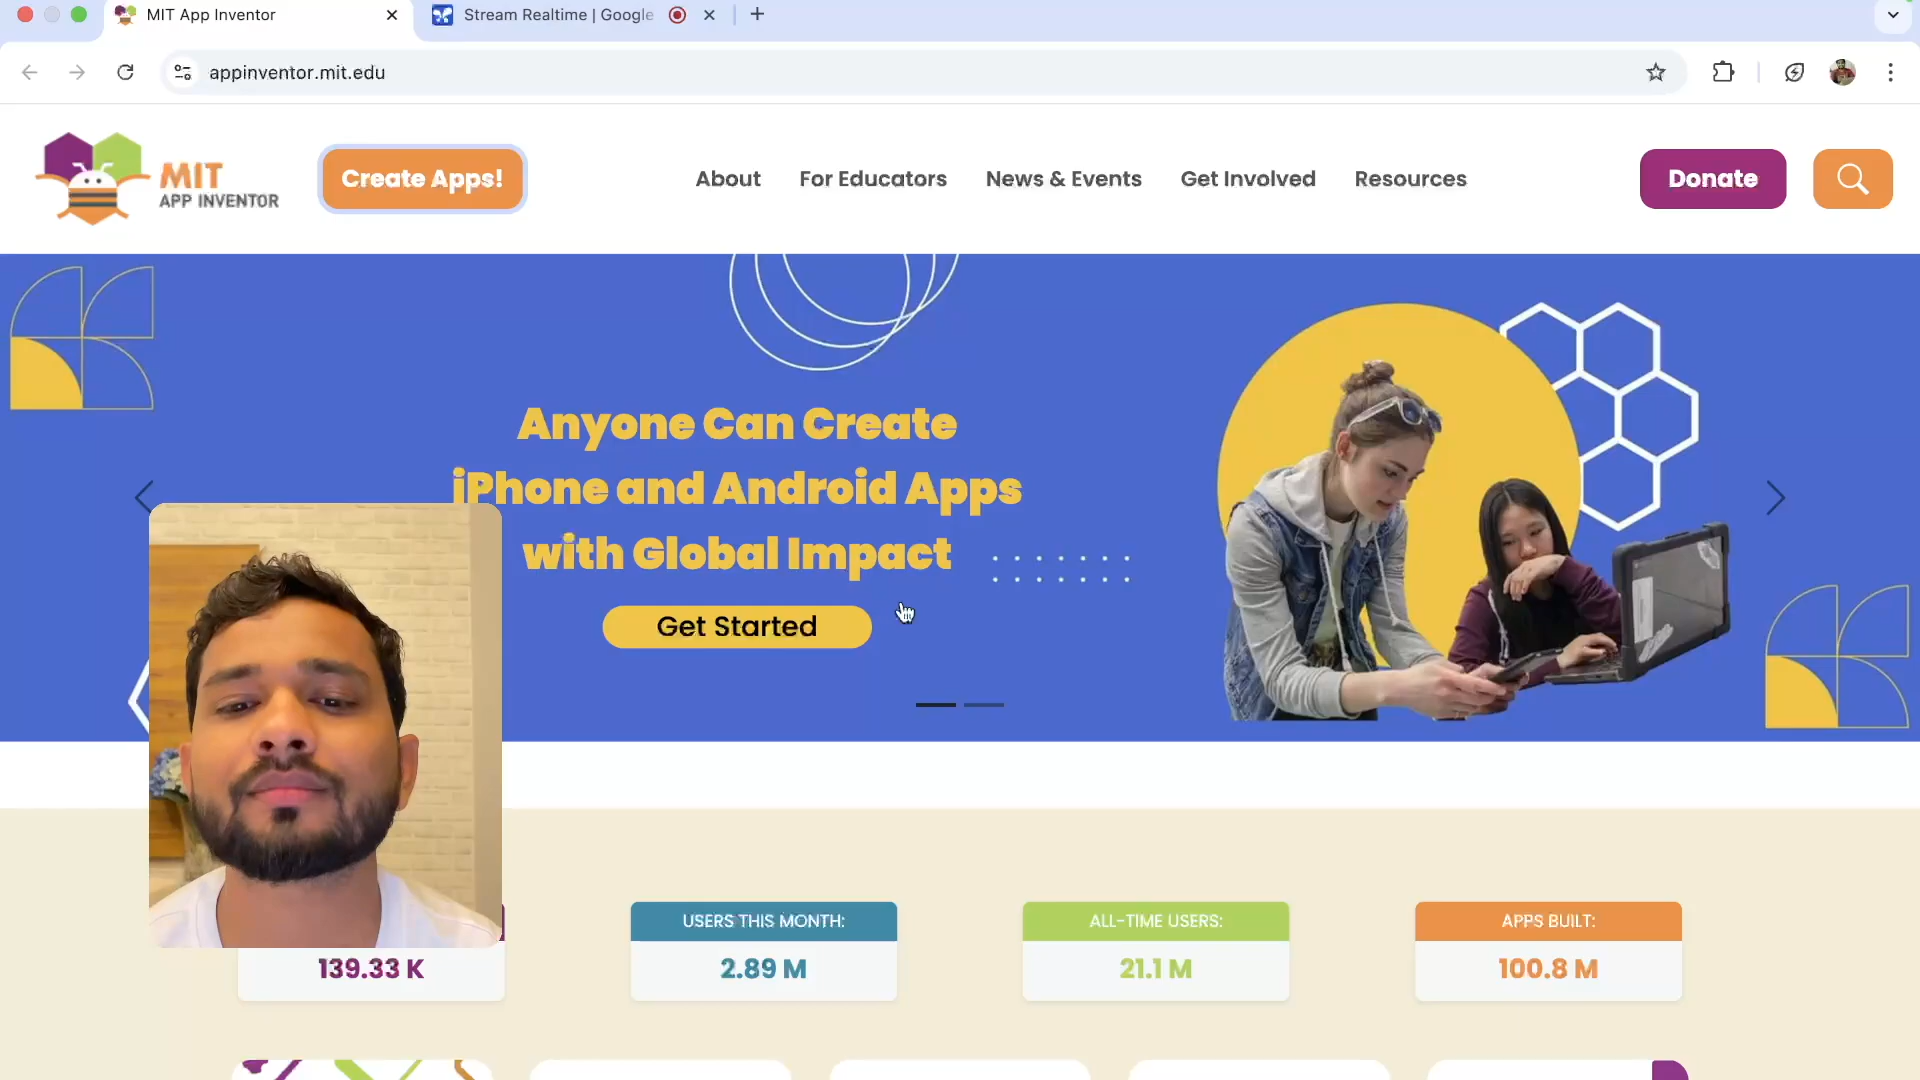 MIT App Inventor
Stream Realtime | Google
appinventor.mit.edu
MIT
APP INVENTOR
Create Apps!
About
For Educators
News & Events
Get Involved
Resources
Donate
Anyone Can Create
iPhone and Android Apps
with Global Impact
Get Started
USERS THIS MONTH:
ALL-TIME USERS:
APPS BUILT:
139.33 K
2.89 M
21.1 M
100.8 M